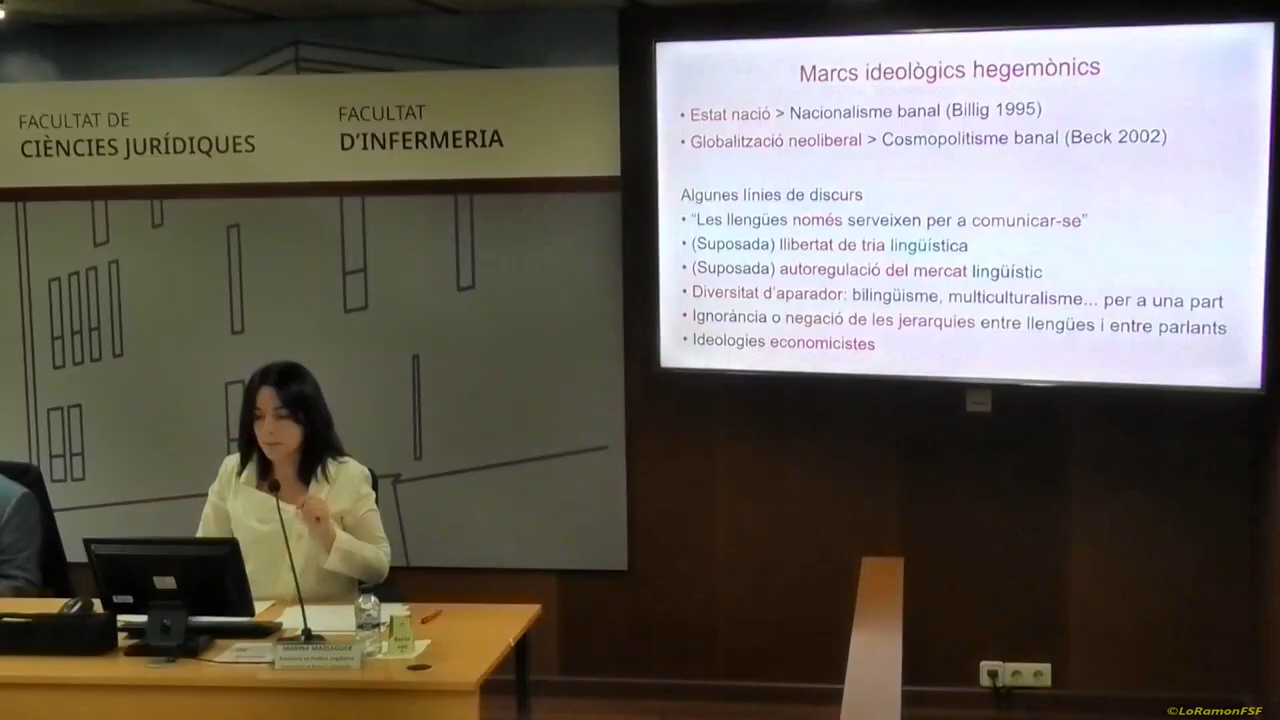 FACULTAT DE
CIÈNCIES JURÍDIQUES
FACULTAT
D'INFERMERIA
Marcs ideològics hegemònics
• Estat nació > Nacionalisme banal (Billig 1995)
• Globalització neoliberal > Cosmopolitisme banal (Beck 2002)
Algunes línies de discurs
• "Les llengües només serveixen per a comunicar-se"
• (Suposada) llibertat de tria lingüística
• (Suposada) autoregulació del mercat lingüístic
• Diversitat d'aparador: bilingüisme, multiculturalisme... per a una part
• Ignorància o negació de les jerarquies entre llengües i entre parlants
• Ideologies economicistes
MARINA MASSAGUER
©LoRamonFSF